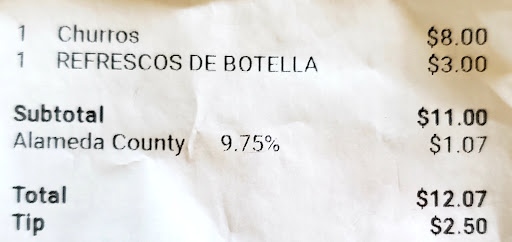 1 Churros $8.00
1 REFRESCOS DE BOTELLA $3.00
Subtotal $11.00
Alameda County 9.75% $1.07
Total $12.07
Tip $2.50